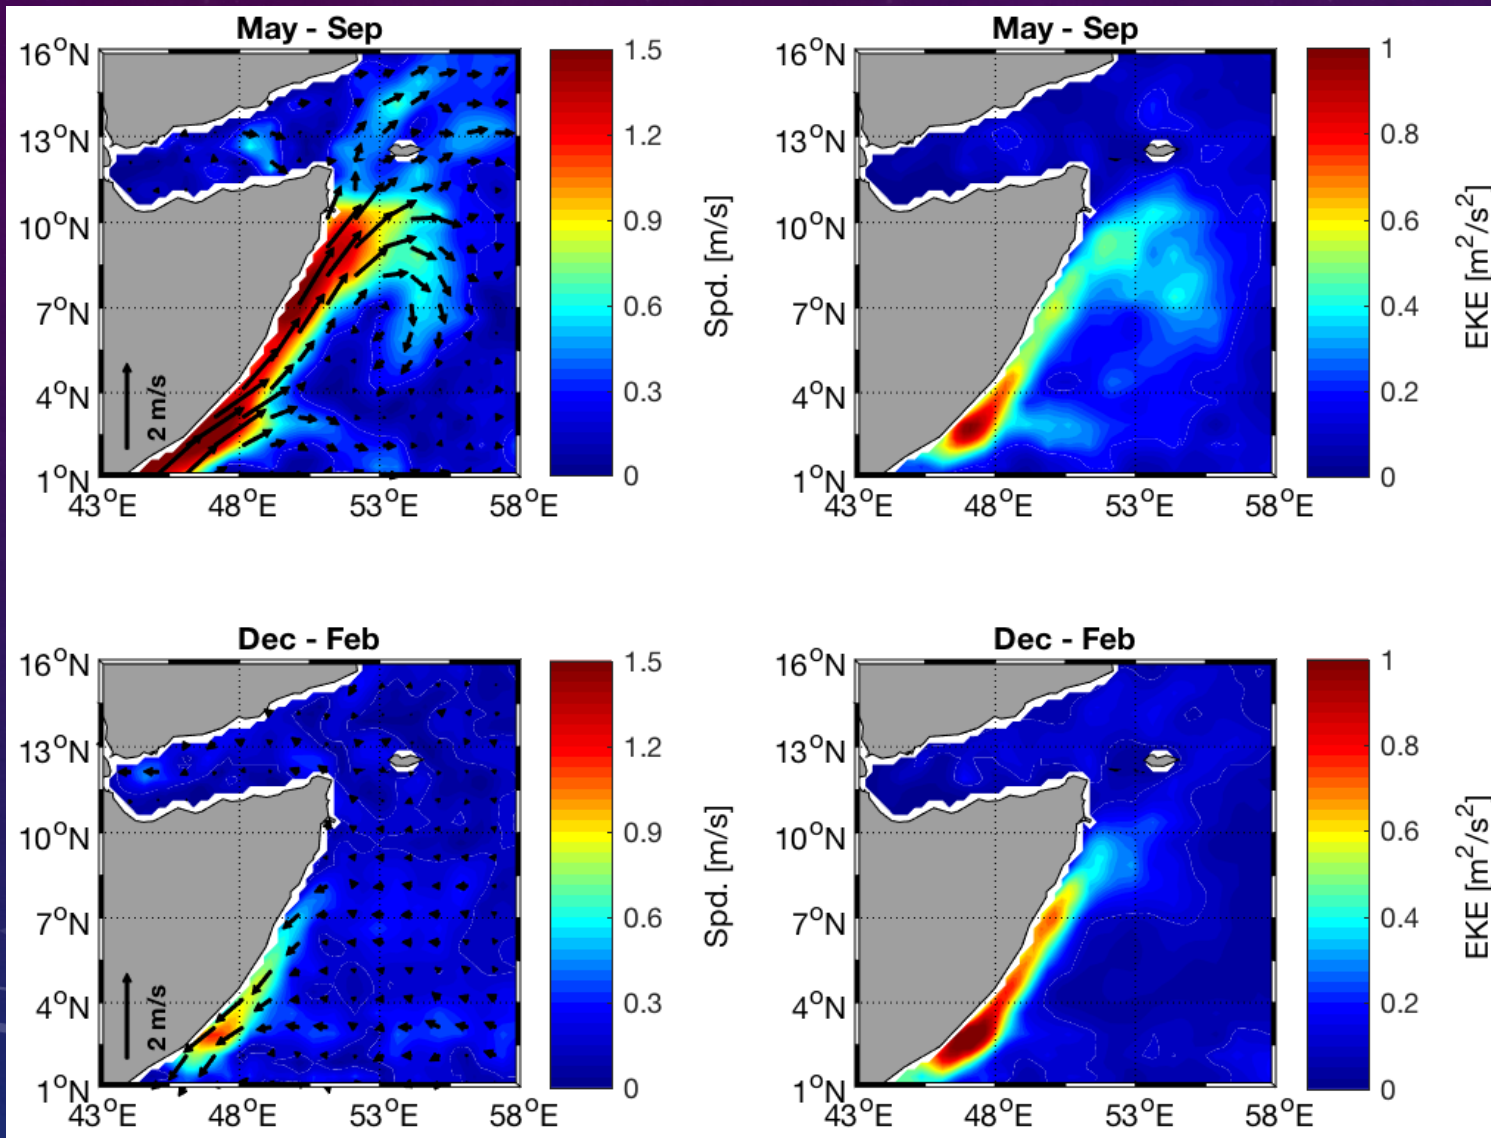 May - Sep
16°N
13°N
10°N
7°N
4°N
1°N
43°E 48°E 53°E 58°E
2 m/s
1.5
1.2
0.9
0.6
0.3
0
Spd. [m/s]
May - Sep
16°N
13°N
10°N
7°N
4°N
1°N
43°E 48°E 53°E 58°E
1
0.8
0.6
0.4
0.2
0
EKE [m²/s²]
Dec - Feb
16°N
13°N
10°N
7°N
4°N
1°N
43°E 48°E 53°E 58°E
2 m/s
1.5
1.2
0.9
0.6
0.3
0
Spd. [m/s]
Dec - Feb
16°N
13°N
10°N
7°N
4°N
1°N
43°E 48°E 53°E 58°E
1
0.8
0.6
0.4
0.2
0
EKE [m²/s²]